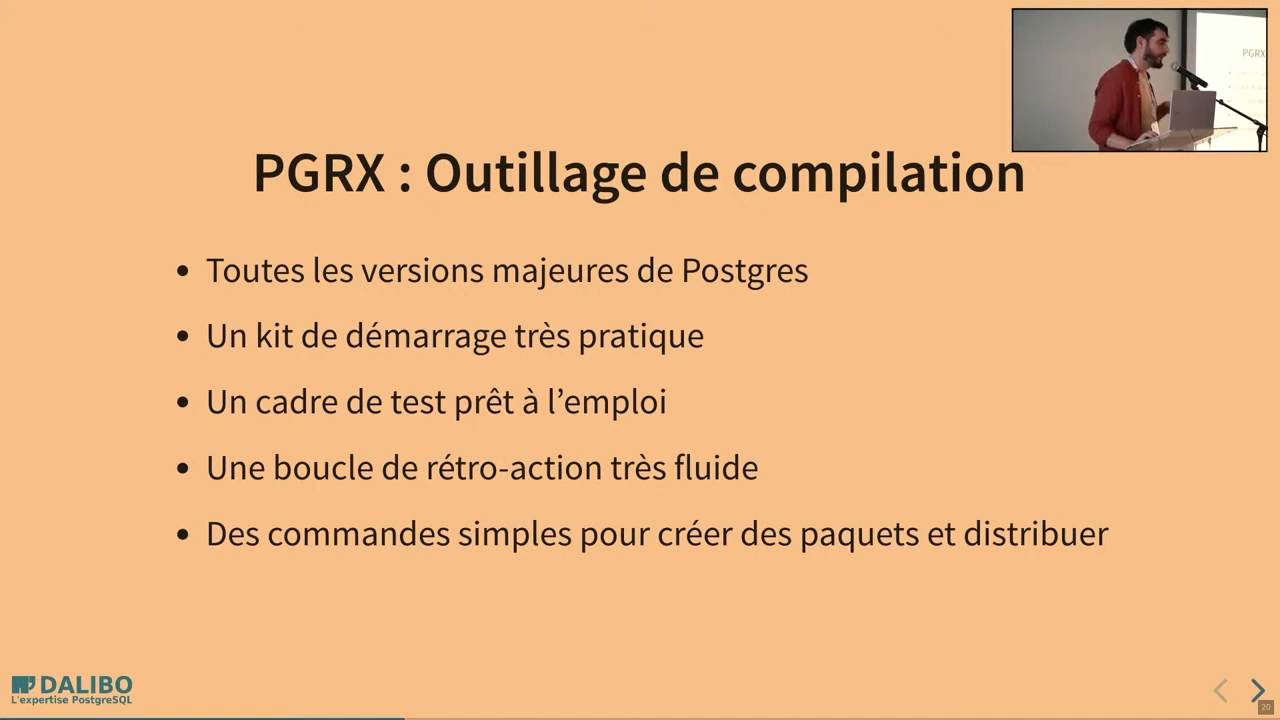 PGRX
PGRX : Outillage de compilation
• Toutes les versions majeures de Postgres
• Un kit de démarrage très pratique
• Un cadre de test prêt à l’emploi
• Une boucle de rétro-action très fluide
• Des commandes simples pour créer des paquets et distribuer
DALIBO
L'expertise PostgreSQL
20